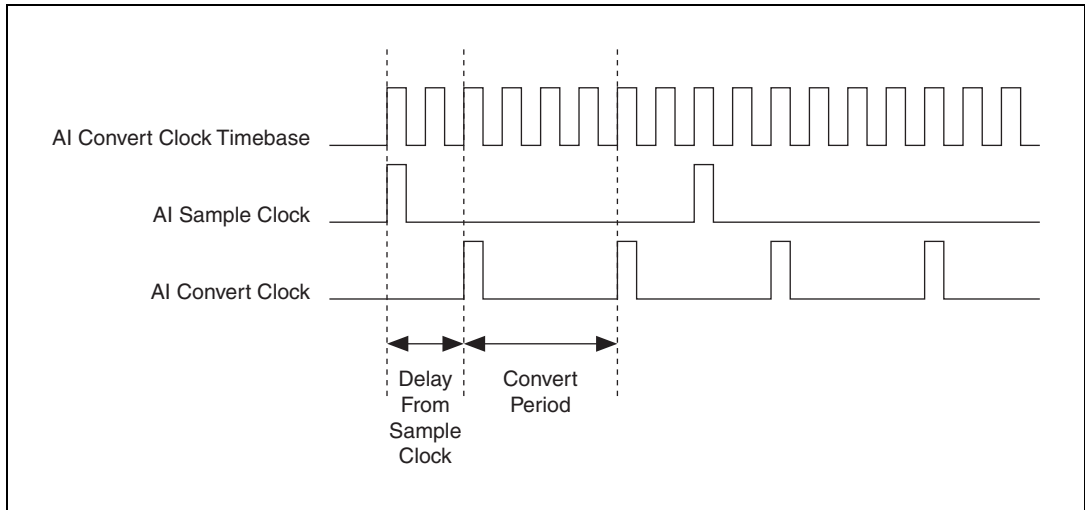 AI Convert Clock Timebase
AI Sample Clock
AI Convert Clock
Delay
From
Sample
Clock
Convert
Period